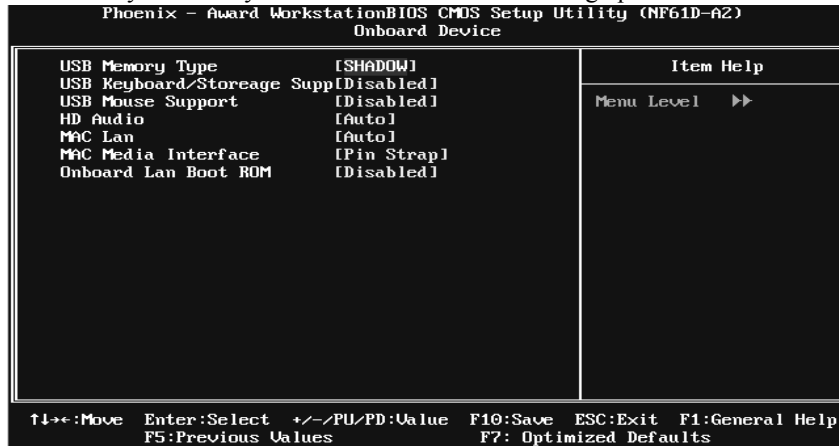 Phoenix - Award WorkstationBIOS CMOS Setup Utility (NF61D-A2)
Onboard Device
USB Memory Type [SHADOW]
USB Keyboard/Storeage Supp[Disabled]
USB Mouse Support [Disabled]
HD Audio [Auto]
MAC Lan [Auto]
MAC Media Interface [Pin Strap]
Onboard Lan Boot ROM [Disabled]
Item Help
Menu Level ▶▶
↑↓→←:Move Enter:Select +/-/PU/PD:Value F10:Save ESC:Exit F1:General Help
F5:Previous Values F7: Optimized Defaults